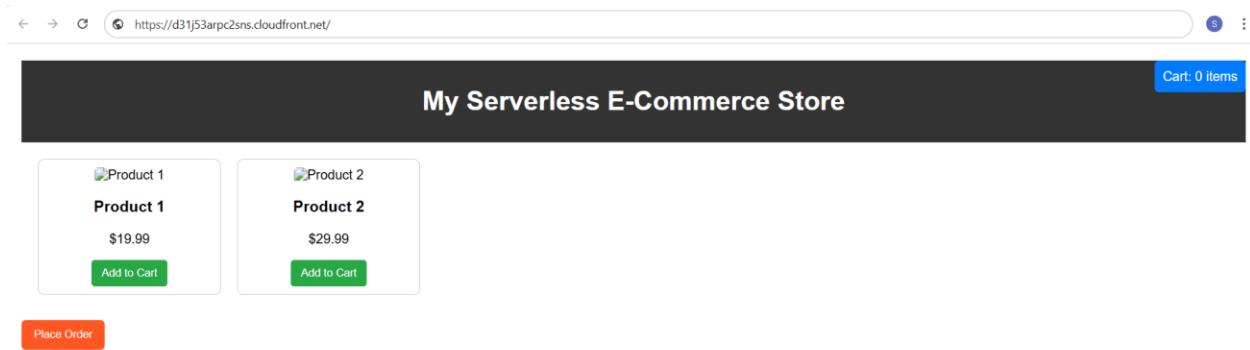 S https://d31j53arpc2sns.cloudfront.net/ S
Cart: 0 items
My Serverless E-Commerce Store
Product 1 Product 2
Product 1 Product 2
$19.99 $29.99
Add to Cart Add to Cart
Place Order